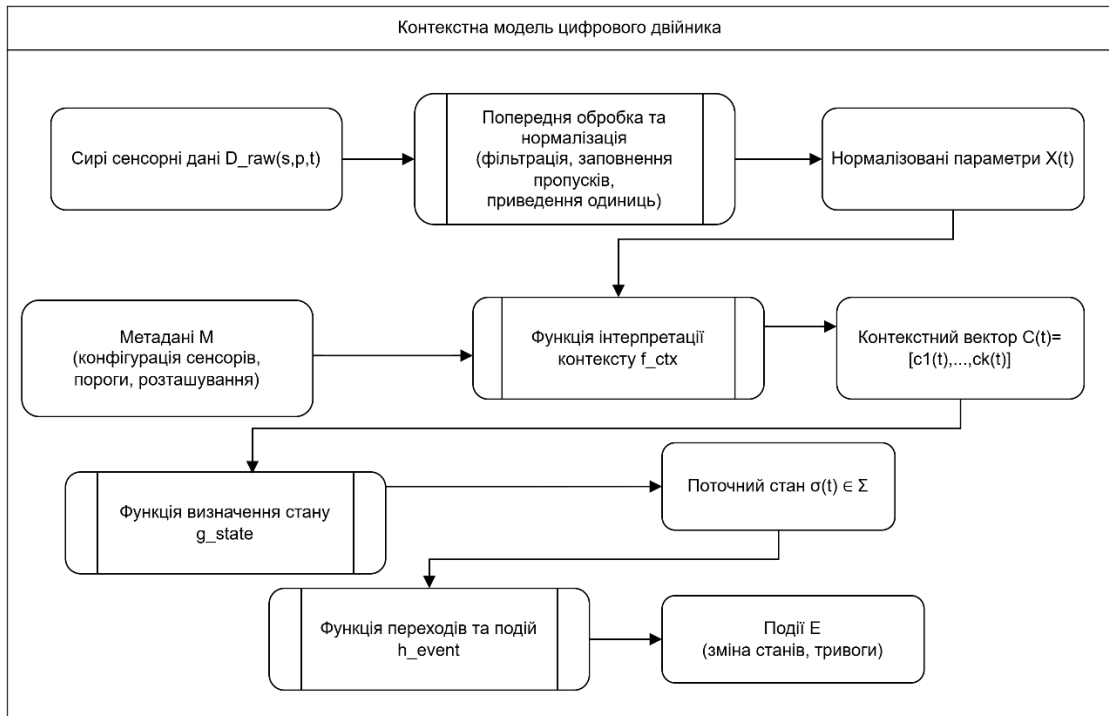 Контекстна модель цифрового двійника
Сирі сенсорні дані D_raw(s,p,t)
Попередня обробка та
нормалізація
(фільтрація, заповнення
пропусків,
приведення одиниць)
Нормалізовані параметри X(t)
Метадані M
(конфігурація сенсорів,
пороги, розташування)
Функція інтерпретації
контексту f_ctx
Контекстний вектор C(t)=
[c1(t),...,ck(t)]
Функція визначення стану
g_state
Поточний стан σ(t) ∈ Σ
Функція переходів та подій
h_event
Події E
(зміна станів, тривоги)